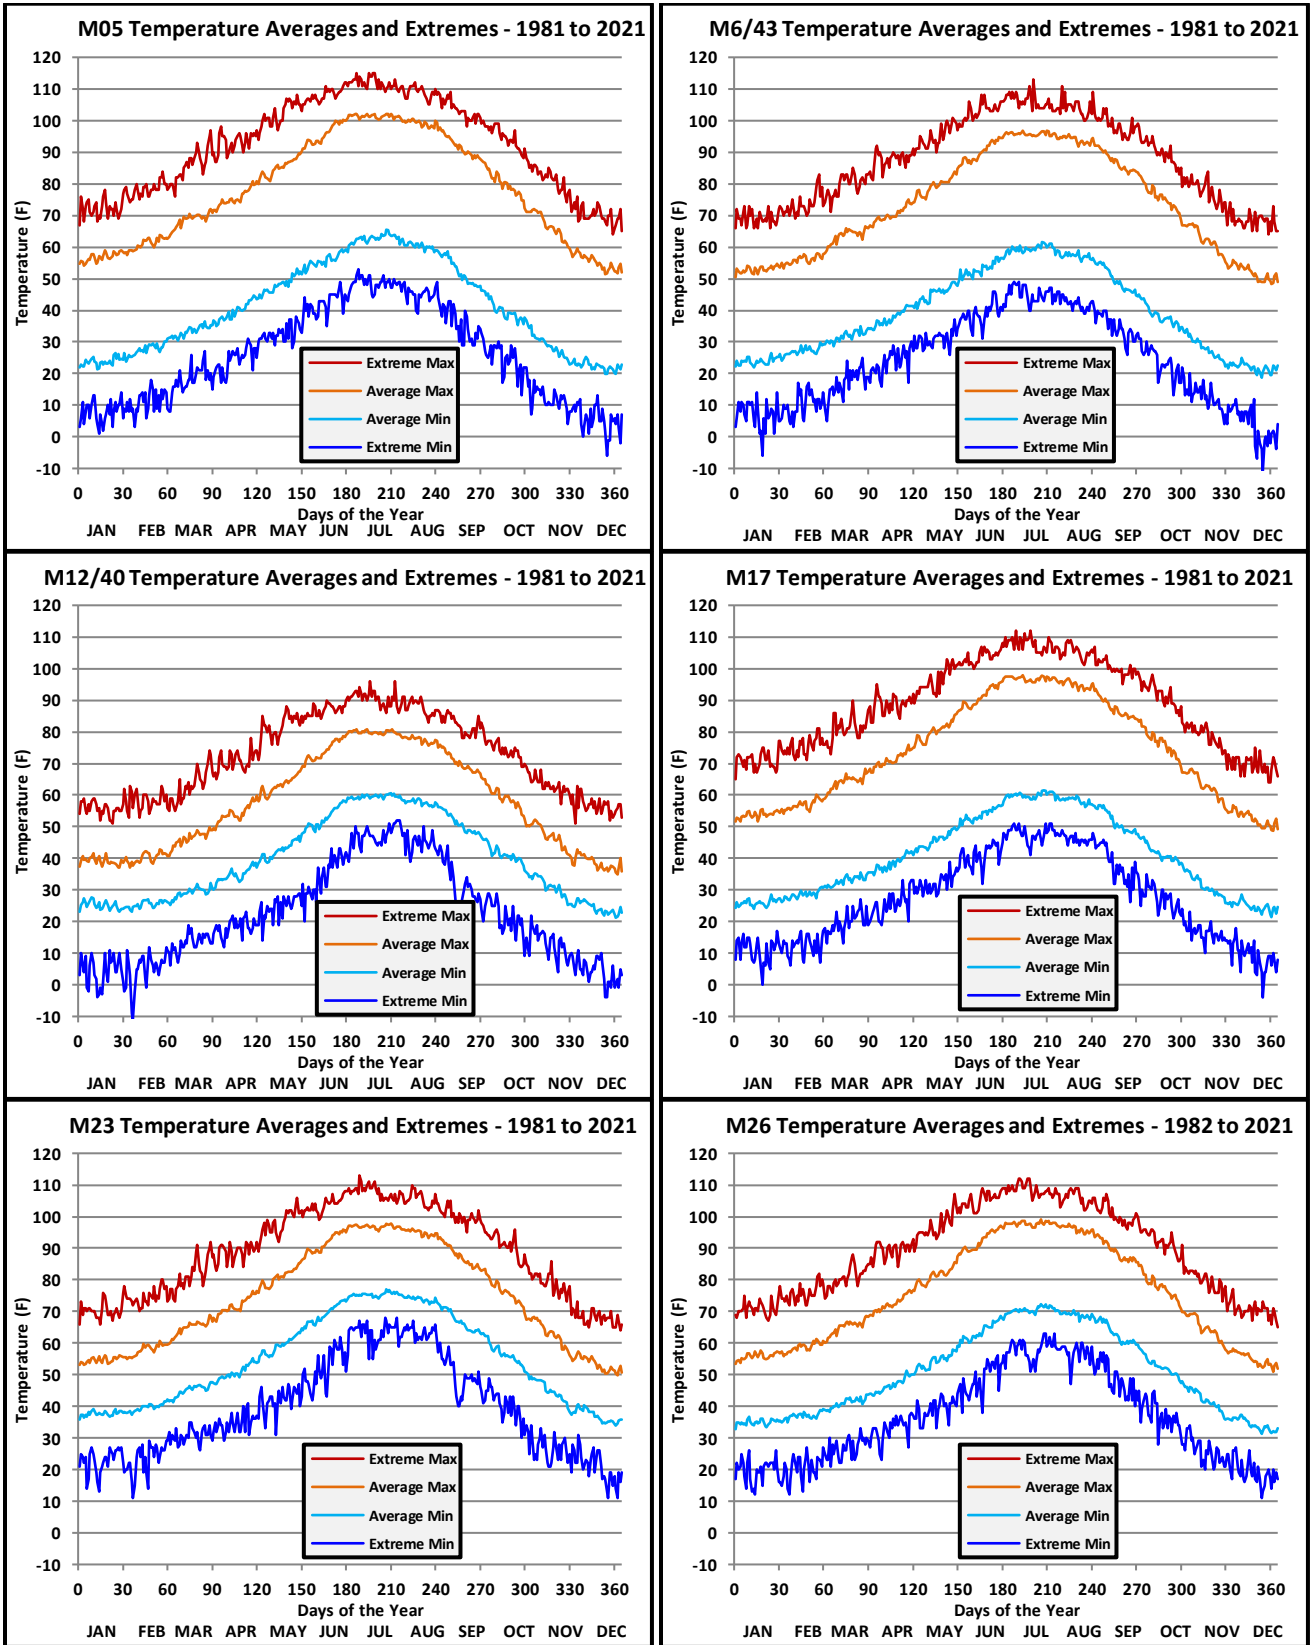 M05 Temperature Averages and Extremes - 1981 to 2021
120
110
100
90
80
70
60
50
40
30
20
10
0
-10
Temperature (F)
Extreme Max
Average Max
Average Min
Extreme Min
0 30 60 90 120 150 180 210 240 270 300 330 360
Days of the Year
JAN FEB MAR APR MAY JUN JUL AUG SEP OCT NOV DEC
M6/43 Temperature Averages and Extremes - 1981 to 2021
120
110
100
90
80
70
60
50
40
30
20
10
0
-10
Temperature (F)
Extreme Max
Average Max
Average Min
Extreme Min
0 30 60 90 120 150 180 210 240 270 300 330 360
Days of the Year
JAN FEB MAR APR MAY JUN JUL AUG SEP OCT NOV DEC
M12/40 Temperature Averages and Extremes - 1981 to 2021
120
110
100
90
80
70
60
50
40
30
20
10
0
-10
Temperature (F)
Extreme Max
Average Max
Average Min
Extreme Min
0 30 60 90 120 150 180 210 240 270 300 330 360
Days of the Year
JAN FEB MAR APR MAY JUN JUL AUG SEP OCT NOV DEC
M17 Temperature Averages and Extremes - 1981 to 2021
120
110
100
90
80
70
60
50
40
30
20
10
0
-10
Temperature (F)
Extreme Max
Average Max
Average Min
Extreme Min
0 30 60 90 120 150 180 210 240 270 300 330 360
Days of the Year
JAN FEB MAR APR MAY JUN JUL AUG SEP OCT NOV DEC
M23 Temperature Averages and Extremes - 1981 to 2021
120
110
100
90
80
70
60
50
40
30
20
10
0
-10
Temperature (F)
Extreme Max
Average Max
Average Min
Extreme Min
0 30 60 90 120 150 180 210 240 270 300 330 360
Days of the Year
JAN FEB MAR APR MAY JUN JUL AUG SEP OCT NOV DEC
M26 Temperature Averages and Extremes - 1982 to 2021
120
110
100
90
80
70
60
50
40
30
20
10
0
-10
Temperature (F)
Extreme Max
Average Max
Average Min
Extreme Min
0 30 60 90 120 150 180 210 240 270 300 330 360
Days of the Year
JAN FEB MAR APR MAY JUN JUL AUG SEP OCT NOV DEC